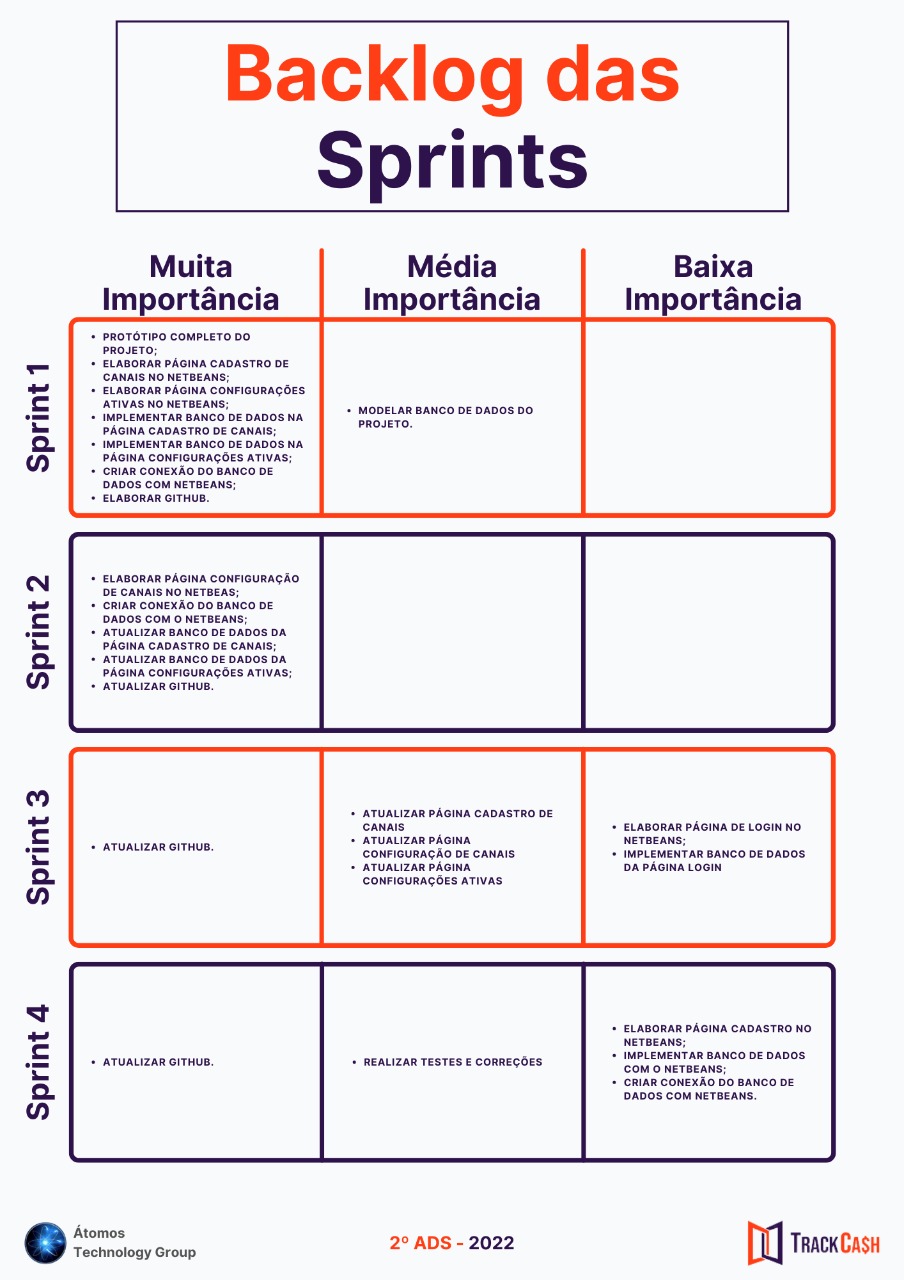 Backlog das
Sprints
Muita
Importância
Média
Importância
Baixa
Importância
Sprint 1
• PROTÓTIPO COMPLETO DO
PROJETO;
• ELABORAR PÁGINA CADASTRO DE
CANAIS NO NETBEANS;
• ELABORAR PÁGINA CONFIGURAÇÕES
ATIVAS NO NETBEANS;
• IMPLEMENTAR BANCO DE DADOS NA
PÁGINA CADASTRO DE CANAIS;
• IMPLEMENTAR BANCO DE DADOS NA
PÁGINA CONFIGURAÇÕES ATIVAS;
• CRIAR CONEXÃO DO BANCO DE
DADOS COM NETBEANS;
• ELABORAR GITHUB.
• MODELAR BANCO DE DADOS DO
PROJETO.
Sprint 2
• ELABORAR PÁGINA CONFIGURAÇÃO
DE CANAIS NO NETBEAS;
• CRIAR CONEXÃO DO BANCO DE
DADOS COM O NETBEANS;
• ATUALIZAR BANCO DE DADOS DA
PÁGINA CADASTRO DE CANAIS;
• ATUALIZAR BANCO DE DADOS DA
PÁGINA CONFIGURAÇÕES ATIVAS;
• ATUALIZAR GITHUB.
Sprint 3
• ATUALIZAR GITHUB.
• ATUALIZAR PÁGINA CADASTRO DE
CANAIS
• ATUALIZAR PÁGINA
CONFIGURAÇÃO DE CANAIS
• ATUALIZAR PÁGINA
CONFIGURAÇÕES ATIVAS
• ELABORAR PÁGINA DE LOGIN NO
NETBEANS;
• IMPLEMENTAR BANCO DE DADOS
DA PÁGINA LOGIN
Sprint 4
• ATUALIZAR GITHUB.
• REALIZAR TESTES E CORREÇÕES
• ELABORAR PÁGINA CADASTRO NO
NETBEANS;
• IMPLEMENTAR BANCO DE DADOS
COM O NETBEANS;
• CRIAR CONEXÃO DO BANCO DE
DADOS COM NETBEANS.
Átomos
Technology Group
2º ADS - 2022
TRACKCA$H